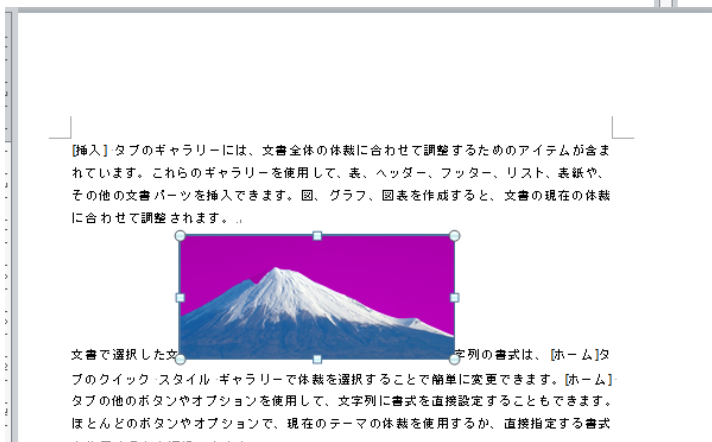 [挿入] タブのギャラリーには、文書全体の体裁に合わせて調整するためのアイテムが含ま
れています。これらのギャラリーを使用して、表、ヘッダー、フッター、リスト、表紙や、
その他の文書パーツを挿入できます。図、グラフ、図表を作成すると、文書の現在の体裁
に合わせて調整されます。
文書で選択した文字列の書式は、[ホーム]タ
ブのクイック スタイル ギャラリーで体裁を選択することで簡単に変更できます。[ホーム]
タブの他のボタンやオプションを使用して、文字列に書式を直接設定することもできます。
ほとんどのボタンやオプションで、現在のテーマの体裁を使用するか、直接指定する書式